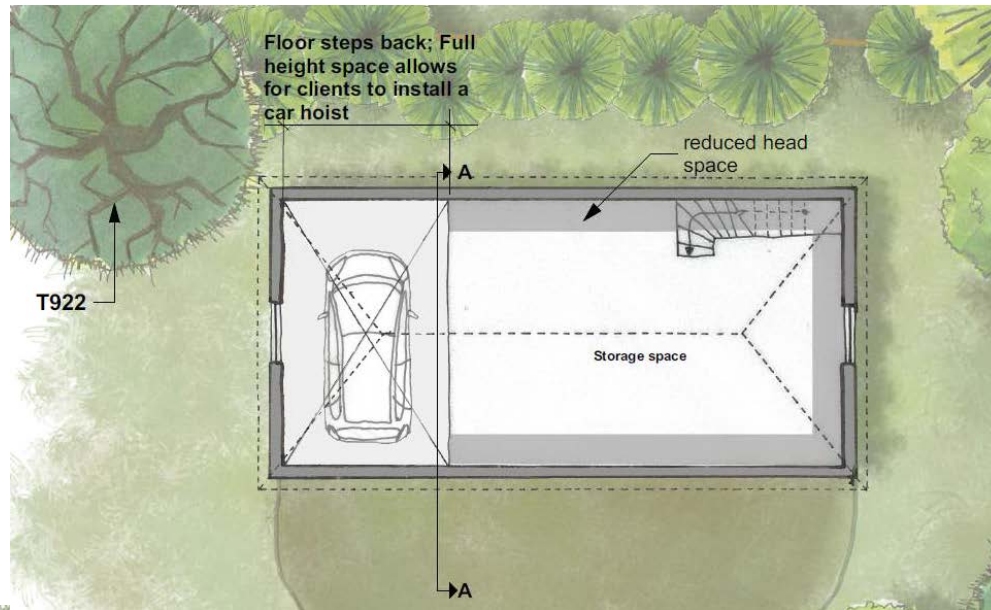 Floor steps back; Full
height space allows
for clients to install a
car hoist
reduced head
space
A
T922
Storage space
A